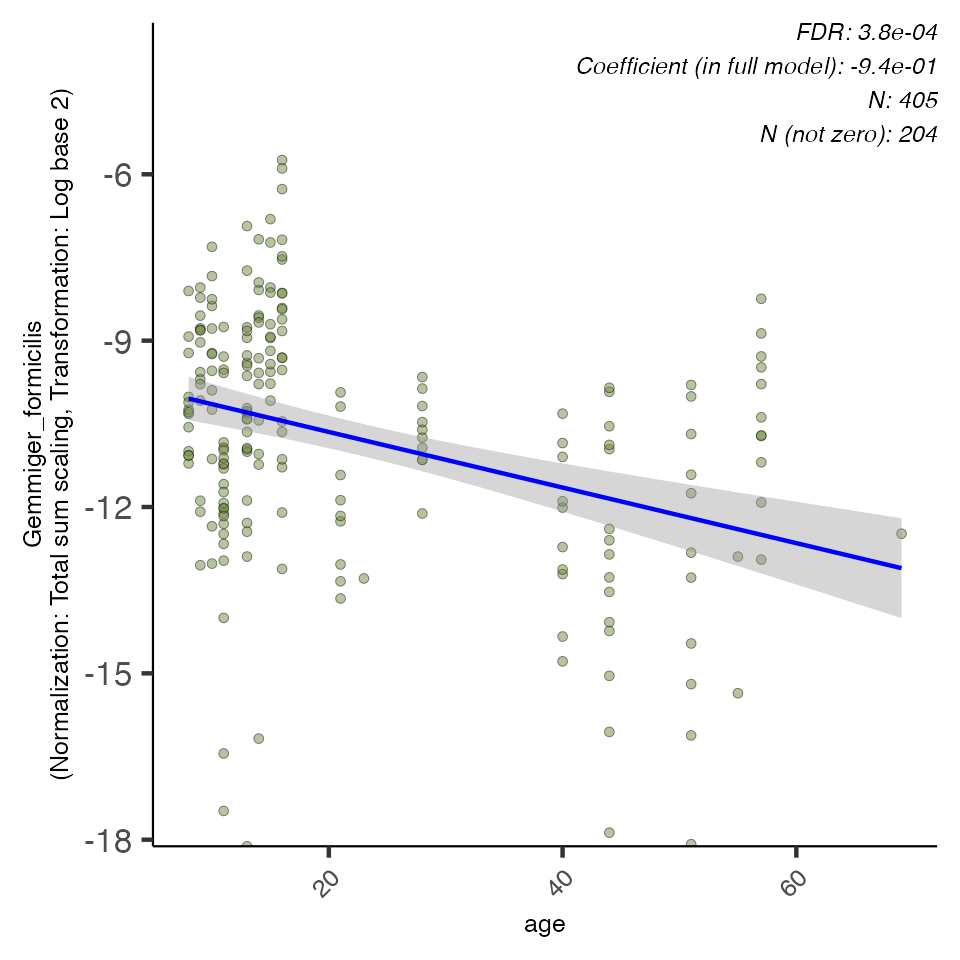 FDR: 3.8e-04
Coefficient (in full model): -9.4e-01
N: 405
N (not zero): 204
Gemmiger_formicilis
(Normalization: Total sum scaling, Transformation: Log base 2)
-6
-9
-12
-15
-18
20
40
60
age